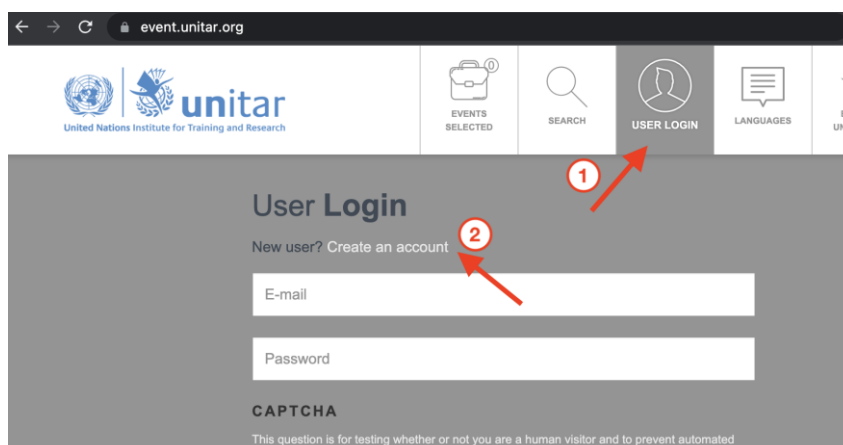 event.unitar.org
unitar
United Nations Institute for Training and Research
0
EVENTS
SELECTED
SEARCH
USER LOGIN
LANGUAGES
1
User Login
New user? Create an account
2
E-mail
Password
CAPTCHA
This question is for testing whether or not you are a human visitor and to prevent automated